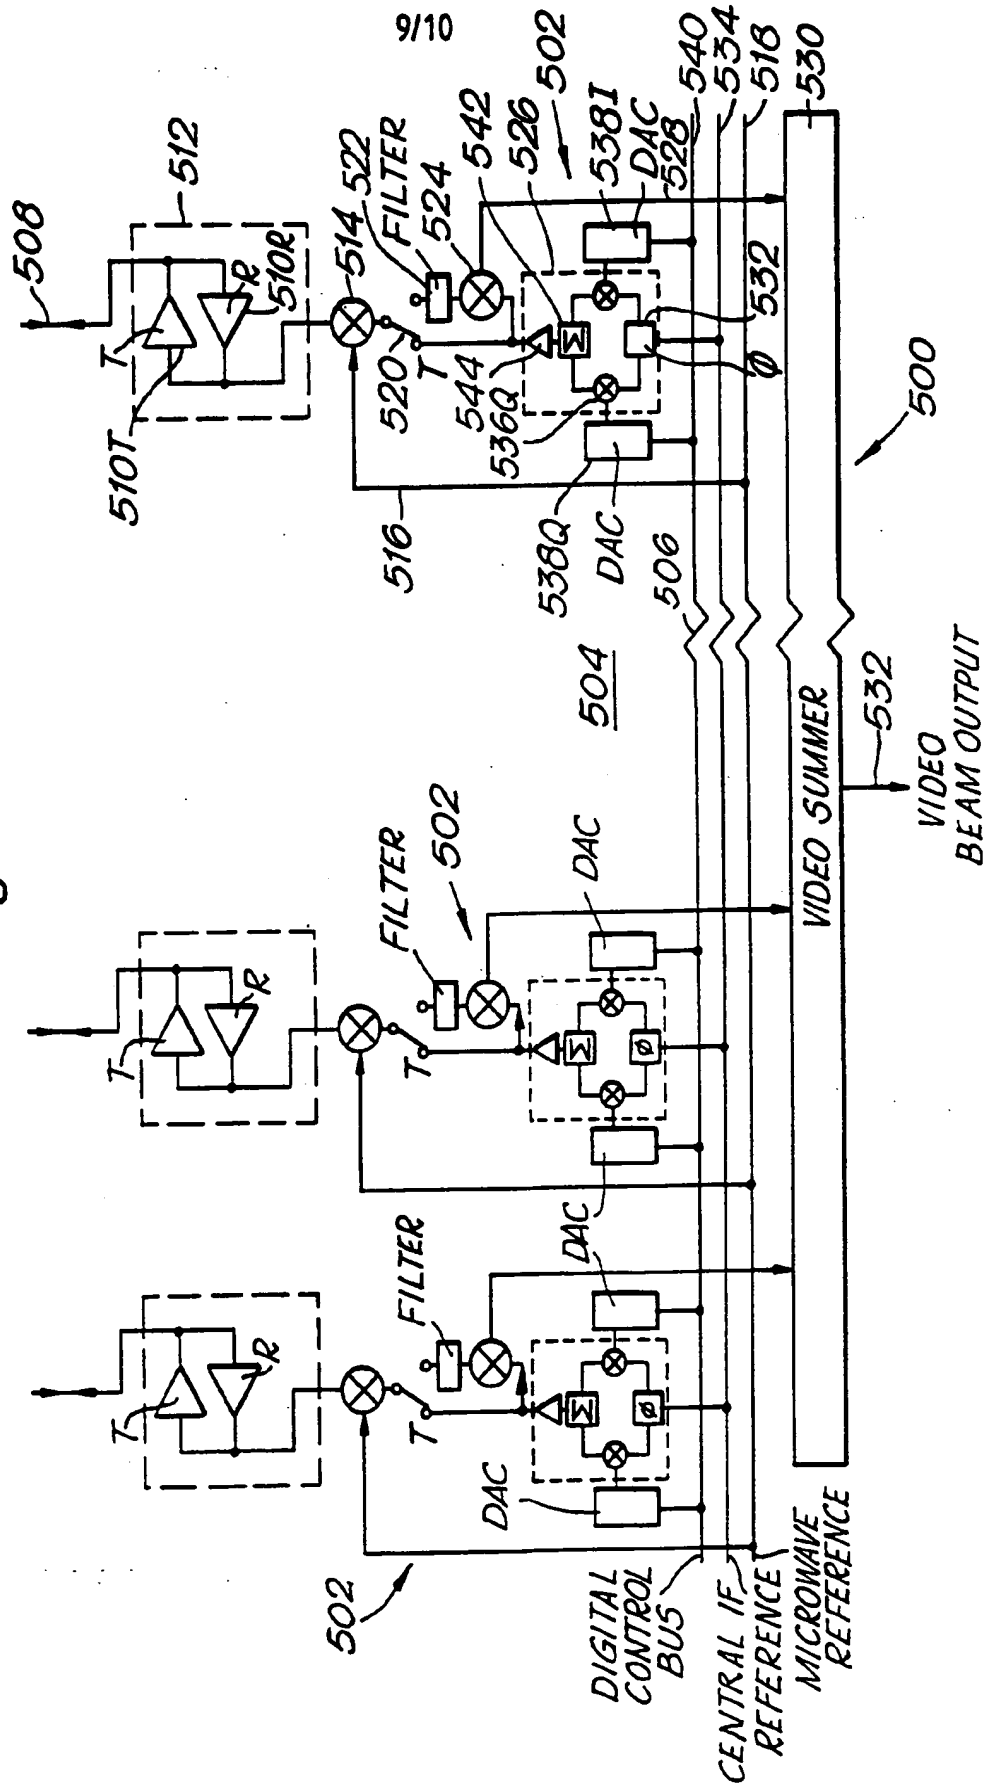 9/10
508
512
T
R
510R
510T
514
522
FILTER
524
542
526
502
520
T
544
536Q
516
538I
DAC
528
540
534
518
530
538Q
DAC
506
532
Ø
500
504
T
R
FILTER
502
T
Σ
Σ
Ø
DAC
DAC
T
R
FILTER
T
Σ
Ø
DAC
DAC
502
DIGITAL
CONTROL
BUS
CENTRAL IF
REFERENCE
MICROWAVE
REFERENCE
VIDEO SUMMER
532
VIDEO
BEAM OUTPUT